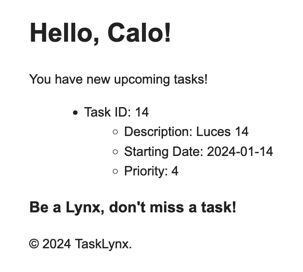 Hello, Calo!
You have new upcoming tasks!
• Task ID: 14
◦ Description: Luces 14
◦ Starting Date: 2024-01-14
◦ Priority: 4
Be a Lynx, don't miss a task!
© 2024 TaskLynx.